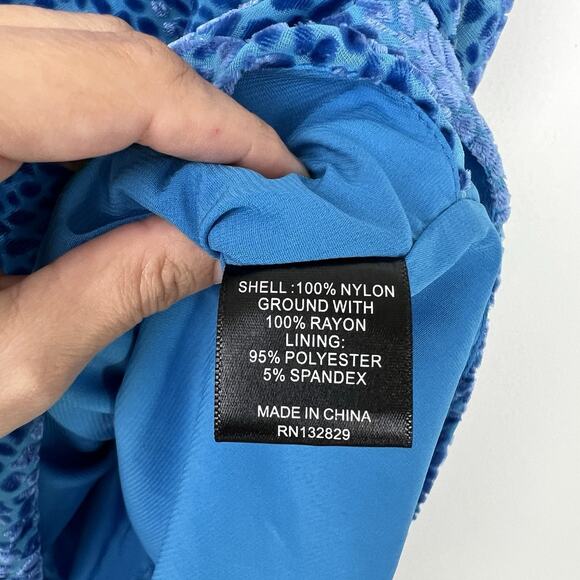 SHELL :100% NYLON
GROUND WITH
100% RAYON
LINING:
95% POLYESTER
5% SPANDEX
MADE IN CHINA
RN132829